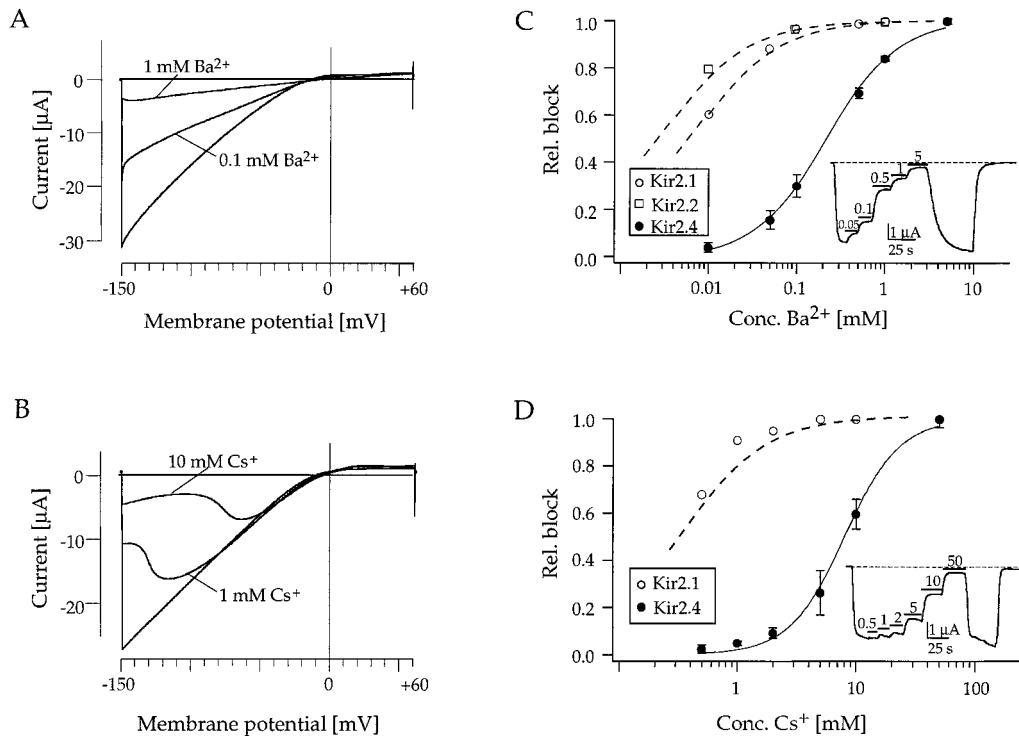 A
1 mM Ba²⁺
0.1 mM Ba²⁺
Current [µA]
0
-10
-20
-30
-150
0
+60
Membrane potential [mV]
C
Rel. block
1.0
0.8
0.6
0.4
0.2
0.0
Kir2.1
Kir2.2
Kir2.4
0.05
0.1
0.5
1
5
1 µA
25 s
0.01
0.1
1
10
Conc. Ba²⁺ [mM]
B
10 mM Cs⁺
1 mM Cs⁺
Current [µA]
0
-10
-20
-150
0
+60
Membrane potential [mV]
D
Rel. block
1.0
0.8
0.6
0.4
0.2
0.0
Kir2.1
Kir2.4
0.5
1
2
5
10
50
1 µA
25 s
1
10
100
Conc. Cs⁺ [mM]